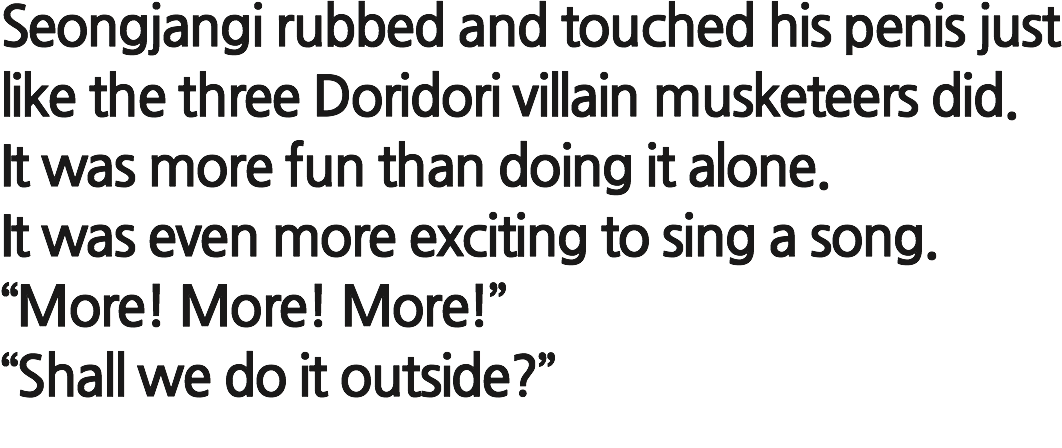 Seongjangi rubbed and touched his penis just
like the three Doridori villain musketeers did.
It was more fun than doing it alone.
It was even more exciting to sing a song.
“More! More! More!”
“Shall we do it outside?”